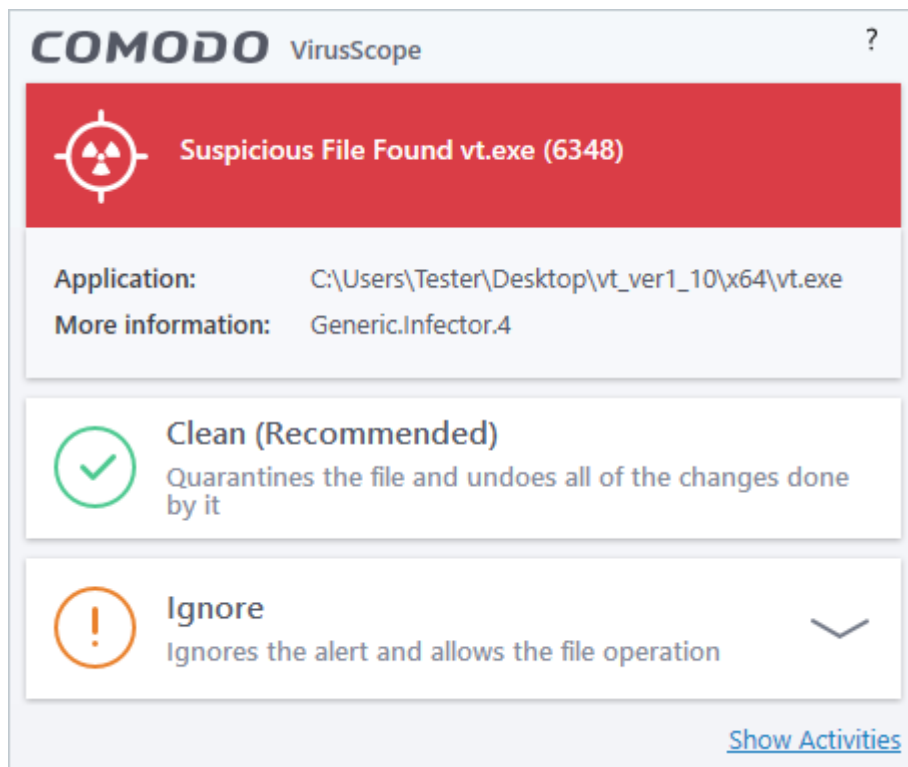 COMODO VirusScope ?
Suspicious File Found vt.exe (6348)
Application: C:\Users\Tester\Desktop\vt_ver1_10\x64\vt.exe
More information: Generic.Infector.4
Clean (Recommended)
Quarantines the file and undoes all of the changes done
by it
Ignore
Ignores the alert and allows the file operation
Show Activities